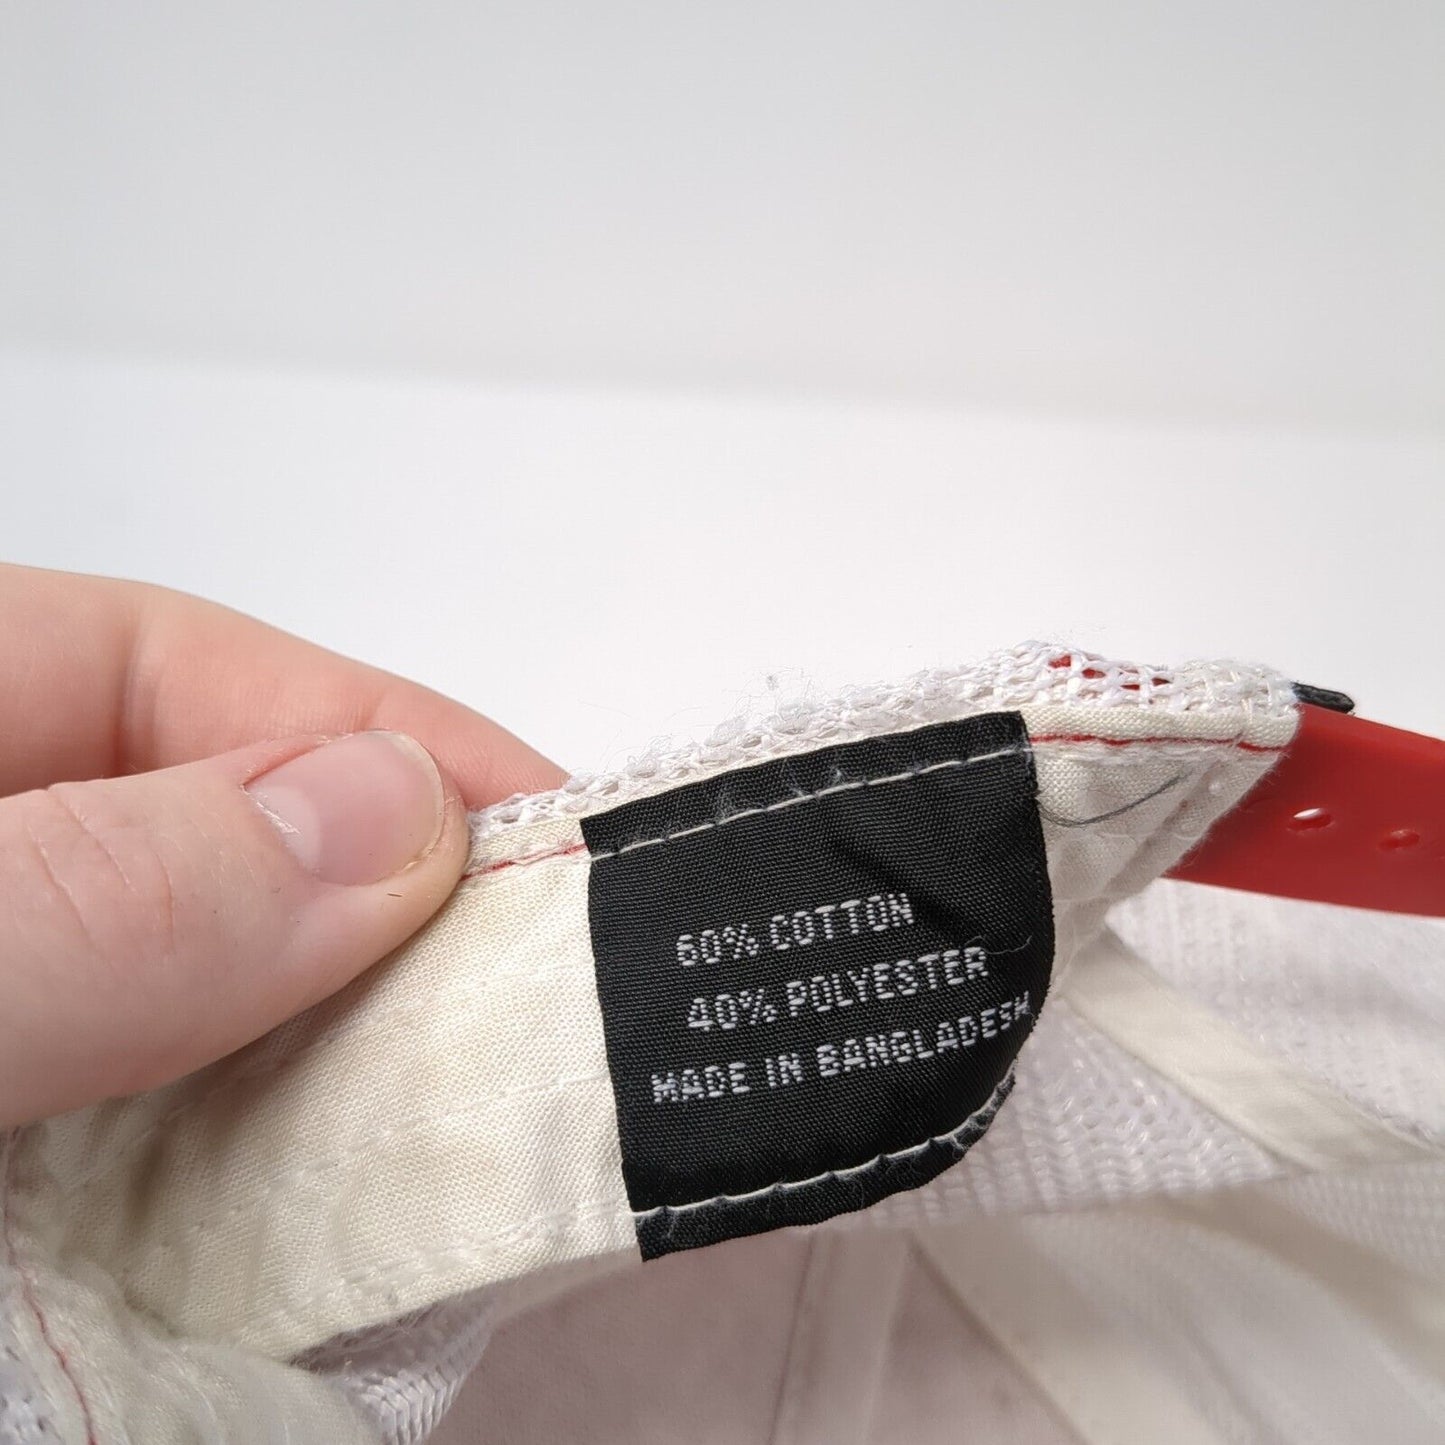 60% COTTON
40% POLYESTER
MADE IN BANGLADESH